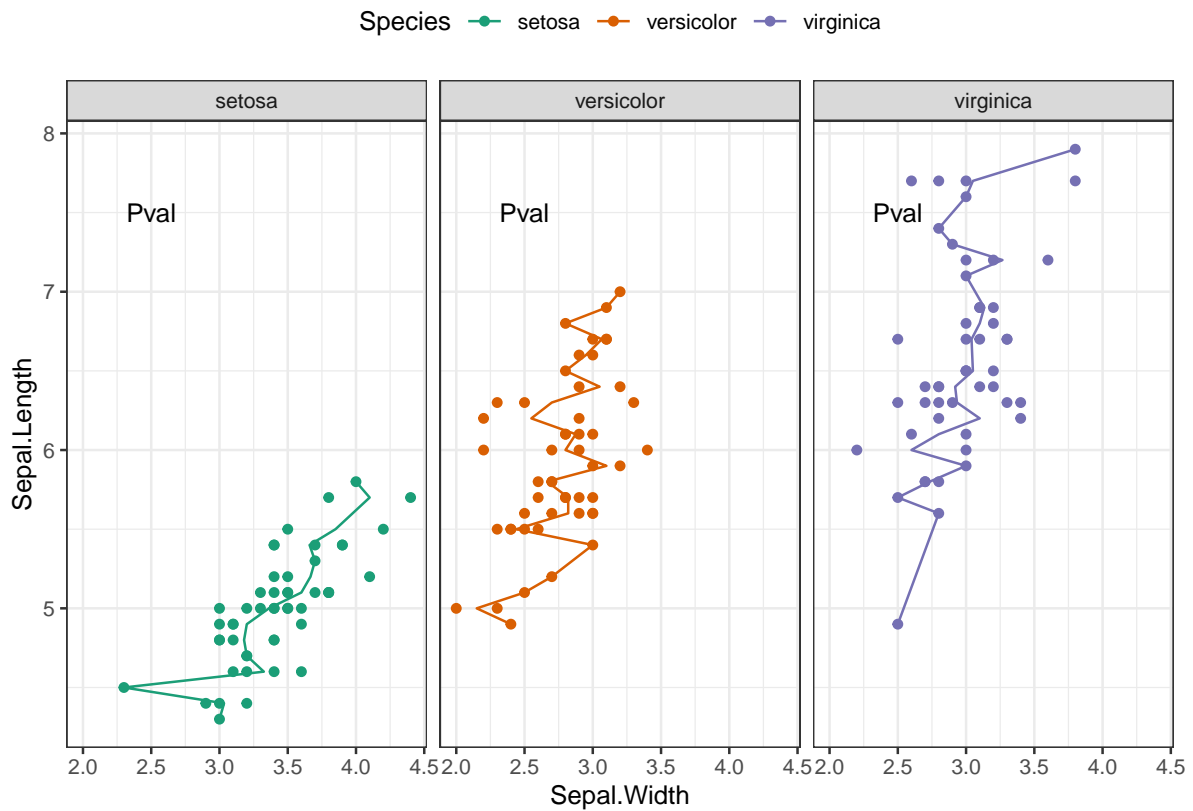 Species setosa versicolor virginica
setosa versicolor virginica
8
Pval Pval Pval
7
6
5
Sepal.Length
2.0 2.5 3.0 3.5 4.0 4.5 2.0 2.5 3.0 3.5 4.0 4.5 2.0 2.5 3.0 3.5 4.0 4.5
Sepal.Width